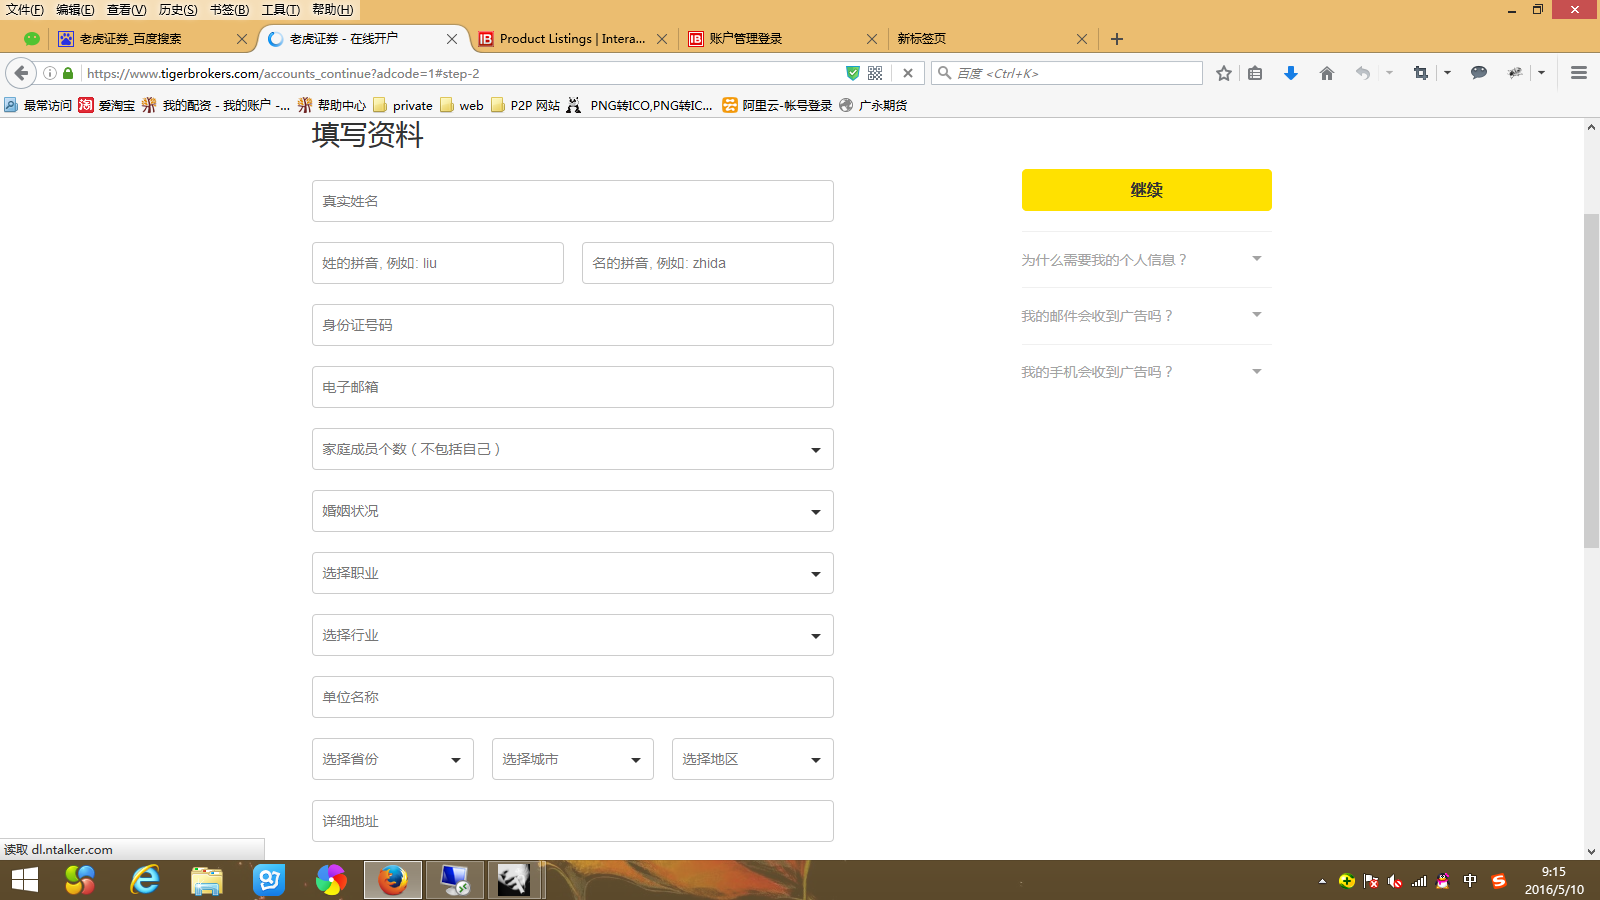 文件(F) 编辑(E) 查看(V) 历史(S) 书签(B) 工具(T) 帮助(H)
老虎证券_百度搜索 老虎证券 - 在线开户 IB Product Listings | Intera... IB 账户管理登录 新标签页
https://www.tigerbrokers.com/accounts_continue?adcode=1#step-2 百度 <Ctrl+K>
最常访问 淘 爱淘宝 我的配资 - 我的账户 -... 帮助中心 private web P2P 网站 PNG转ICO,PNG转IC... 阿里云-帐号登录 广永期货
填写资料
真实姓名
姓的拼音, 例如: liu 名的拼音, 例如: zhida
身份证号码
电子邮箱
家庭成员个数（不包括自己）
婚姻状况
选择职业
选择行业
单位名称
选择省份 选择城市 选择地区
详细地址
继续
为什么需要我的个人信息？
我的邮件会收到广告吗？
我的手机会收到广告吗？
读取 dl.ntalker.com
中
9:15
2016/5/10